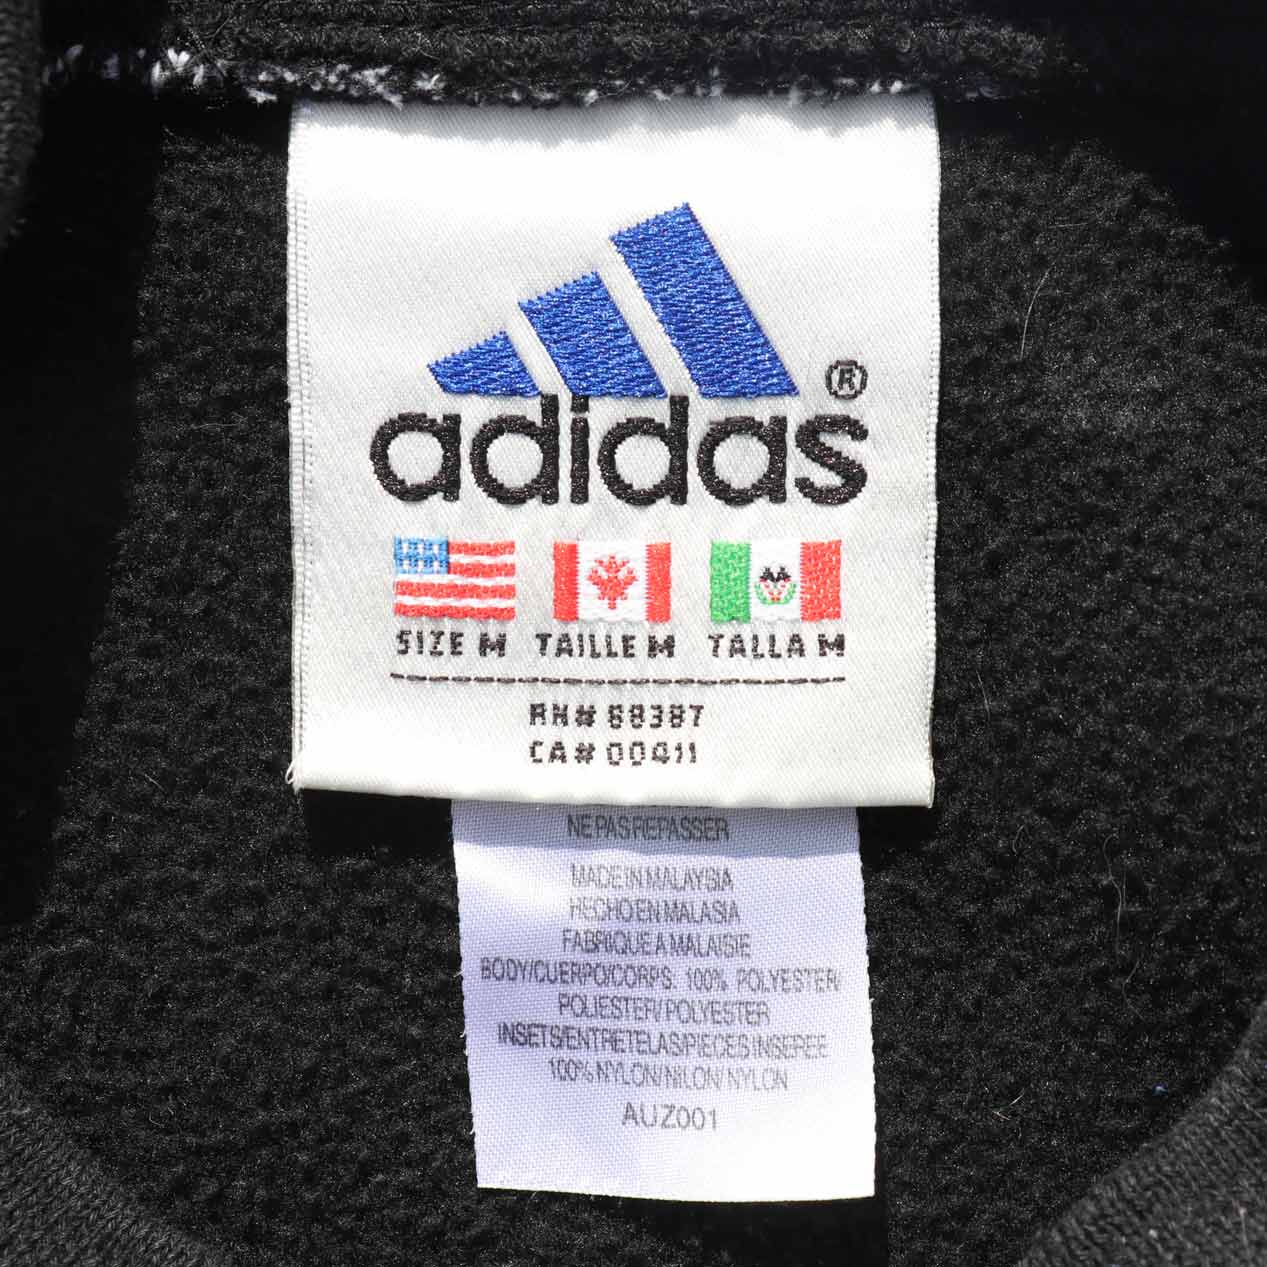 adidas®
SIZE M TAILLE M TALLA M
RN# 68387
CA# 00411
NE PAS REPASSER
MADE IN MALAYSIA
HECHO EN MALASIA
FABRIQUE A MALAISIE
BODY/CUERPO/CORPS: 100% POLYESTER/
POLIESTER/POLYESTER
INSETS/ENTRETELAS/PIECES INSEREE
100% NYLON/NILON/NYLON
AUZ001